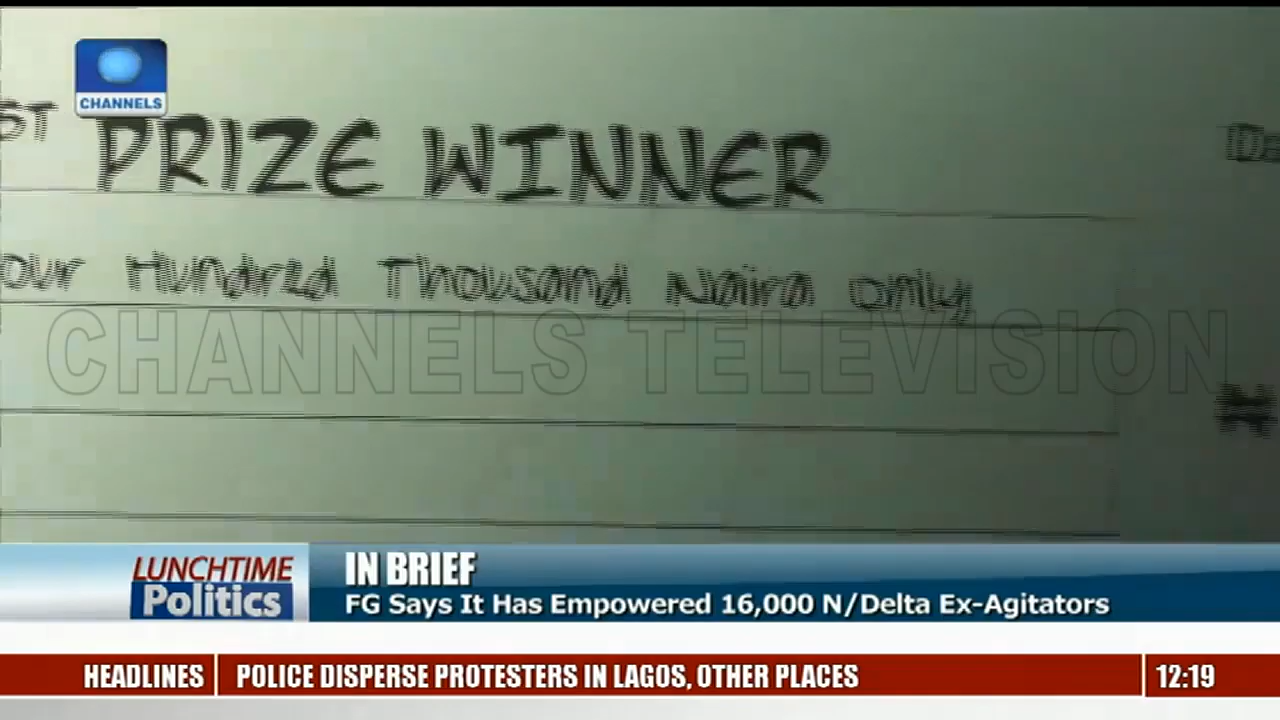 CHANNELS
ST PRIZE WINNER
our Hundred Thousand Naira Only
CHANNELS TELEVISION
LUNCHTIME
Politics
IN BRIEF
FG Says It Has Empowered 16,000 N/Delta Ex-Agitators
HEADLINES
POLICE DISPERSE PROTESTERS IN LAGOS, OTHER PLACES
12:19